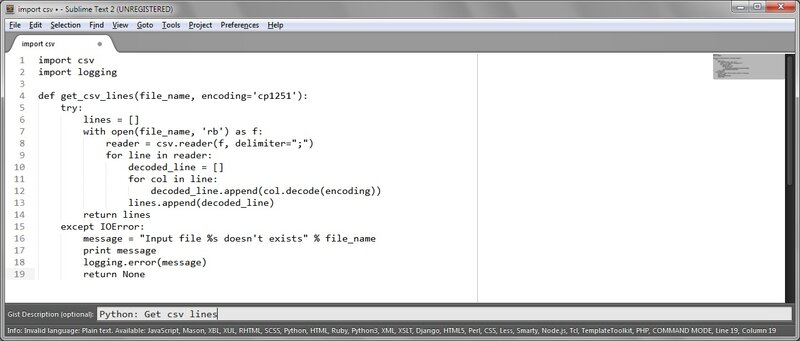 import csv • - Sublime Text 2 (UNREGISTERED)
File Edit Selection Find View Goto Tools Project Preferences Help
import csv
1 import csv
2 import logging
3
4 def get_csv_lines(file_name, encoding='cp1251'):
5     try:
6         lines = []
7         with open(file_name, 'rb') as f:
8             reader = csv.reader(f, delimiter=";")
9             for line in reader:
10                 decoded_line = []
11                 for col in line:
12                     decoded_line.append(col.decode(encoding))
13                 lines.append(decoded_line)
14         return lines
15     except IOError:
16         message = "Input file %s doesn't exists" % file_name
17         print message
18         logging.error(message)
19         return None
Gist Description (optional): Python: Get csv lines
Info: Invalid language: Plain text. Available: JavaScript, Mason, XBL, XUL, RHTML, SCSS, Python, HTML, Ruby, Python3, XML, XSLT, Django, HTML5, Perl, CSS, Less, Smarty, Node.js, Tcl, TemplateToolkit, PHP, COMMAND MODE, Line 19, Column 19